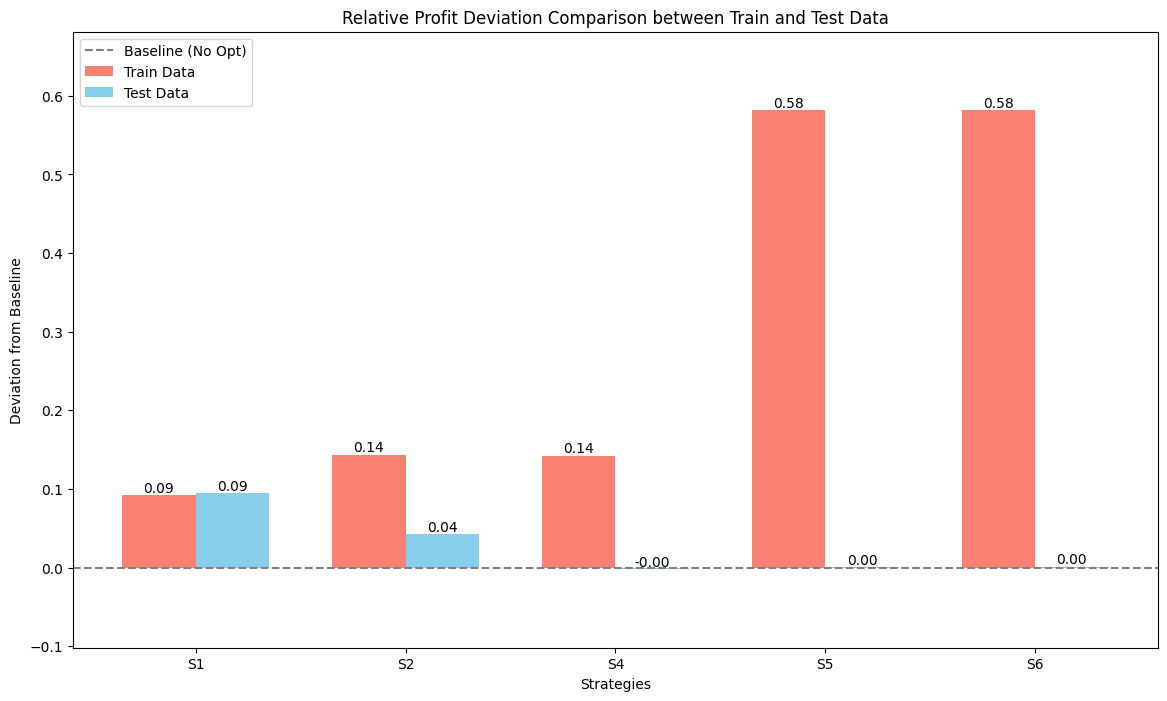 Relative Profit Deviation Comparison between Train and Test Data
Baseline (No Opt)
Train Data
Test Data
Deviation from Baseline
0.6
0.5
0.4
0.3
0.2
0.1
0.0
−0.1
0.09
0.09
0.14
0.04
0.14
-0.00
0.58
0.00
0.58
0.00
S1
S2
S4
S5
S6
Strategies